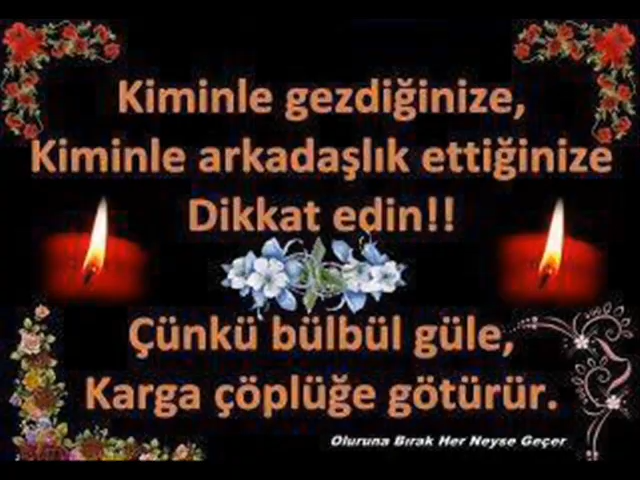 Kiminle gezdiğinize,
Kiminle arkadaşlık ettiğinize
Dikkat edin!!
Çünkü bülbül güle,
Karga çöplüğe götürür.
Oluruna Bırak Her Neyse Geçer